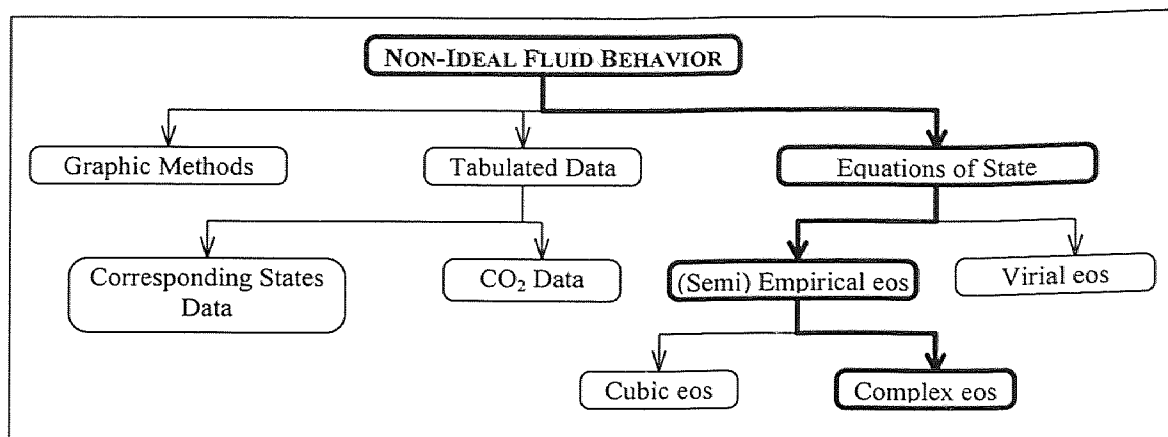 NON-IDEAL FLUID BEHAVIOR
Graphic Methods
Tabulated Data
Equations of State
Corresponding States
Data
CO₂ Data
(Semi) Empirical eos
Virial eos
Cubic eos
Complex eos